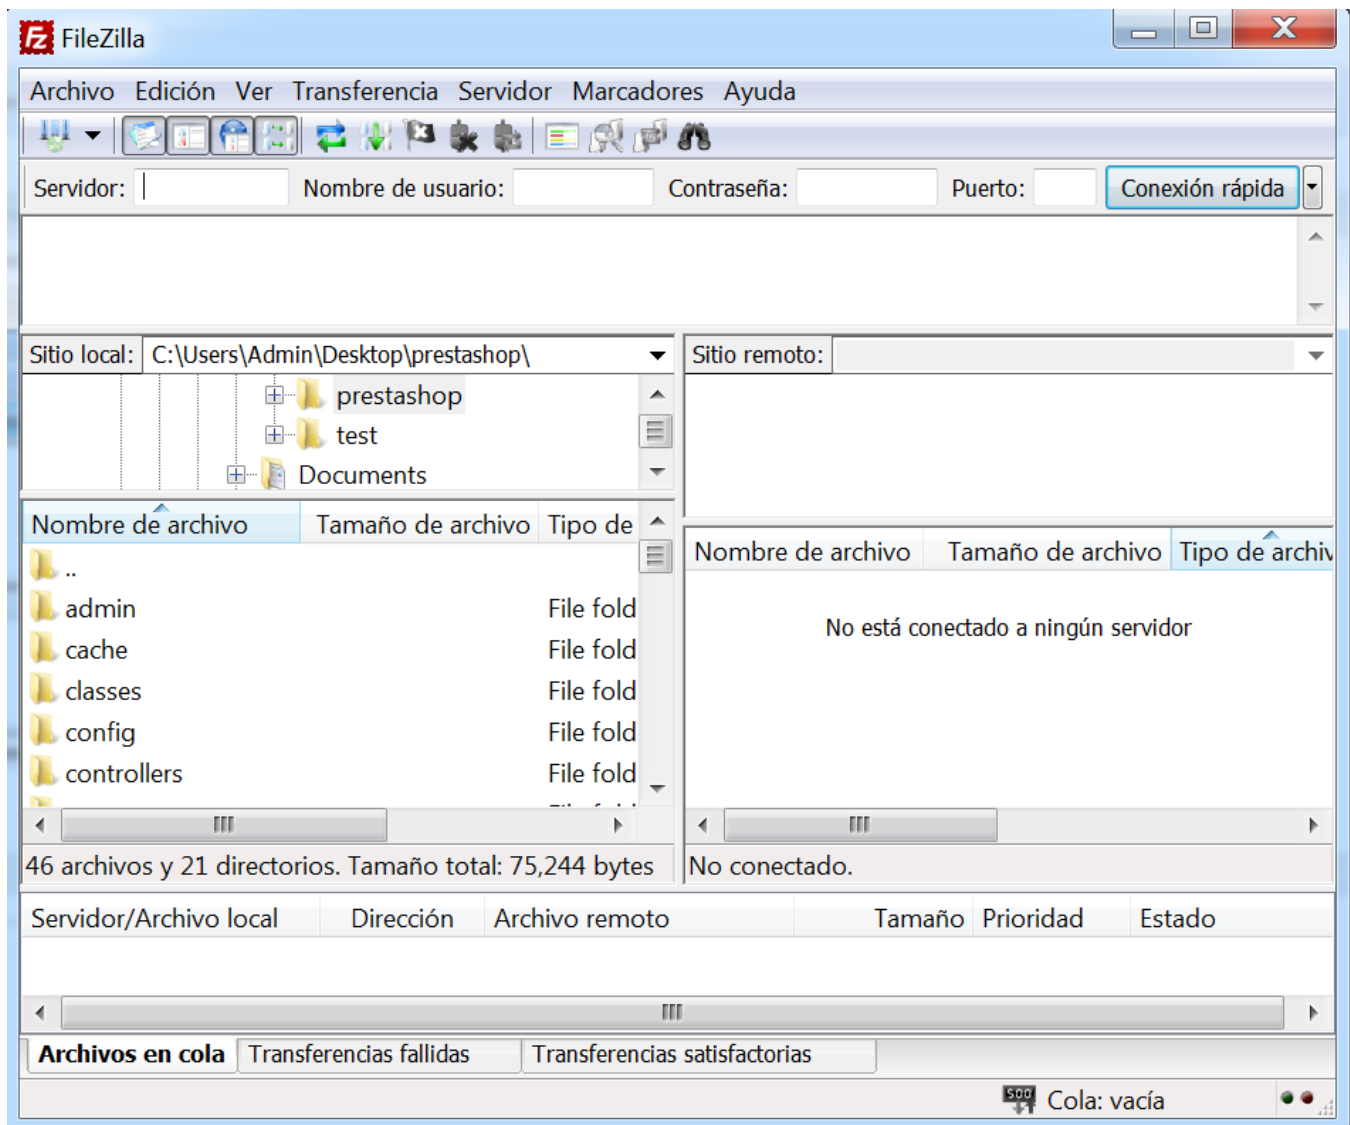 FileZilla
Archivo Edición Ver Transferencia Servidor Marcadores Ayuda
Servidor: Nombre de usuario: Contraseña: Puerto: Conexión rápida
Sitio local: C:\Users\Admin\Desktop\prestashop\
prestashop
test
Documents
Nombre de archivo Tamaño de archivo Tipo de
..
admin File fold
cache File fold
classes File fold
config File fold
controllers File fold
46 archivos y 21 directorios. Tamaño total: 75,244 bytes
Sitio remoto:
Nombre de archivo Tamaño de archivo Tipo de archiv
No está conectado a ningún servidor
No conectado.
Servidor/Archivo local Dirección Archivo remoto Tamaño Prioridad Estado
Archivos en cola Transferencias fallidas Transferencias satisfactorias
Cola: vacía